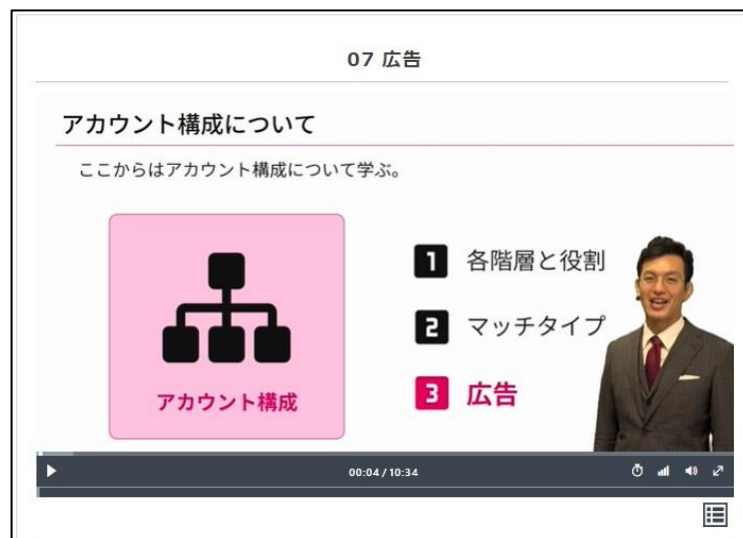 07 広告
アカウント構成について
ここからはアカウント構成について学ぶ。
1 各階層と役割
2 マッチタイプ
3 広告
アカウント構成
00:04 / 10:34